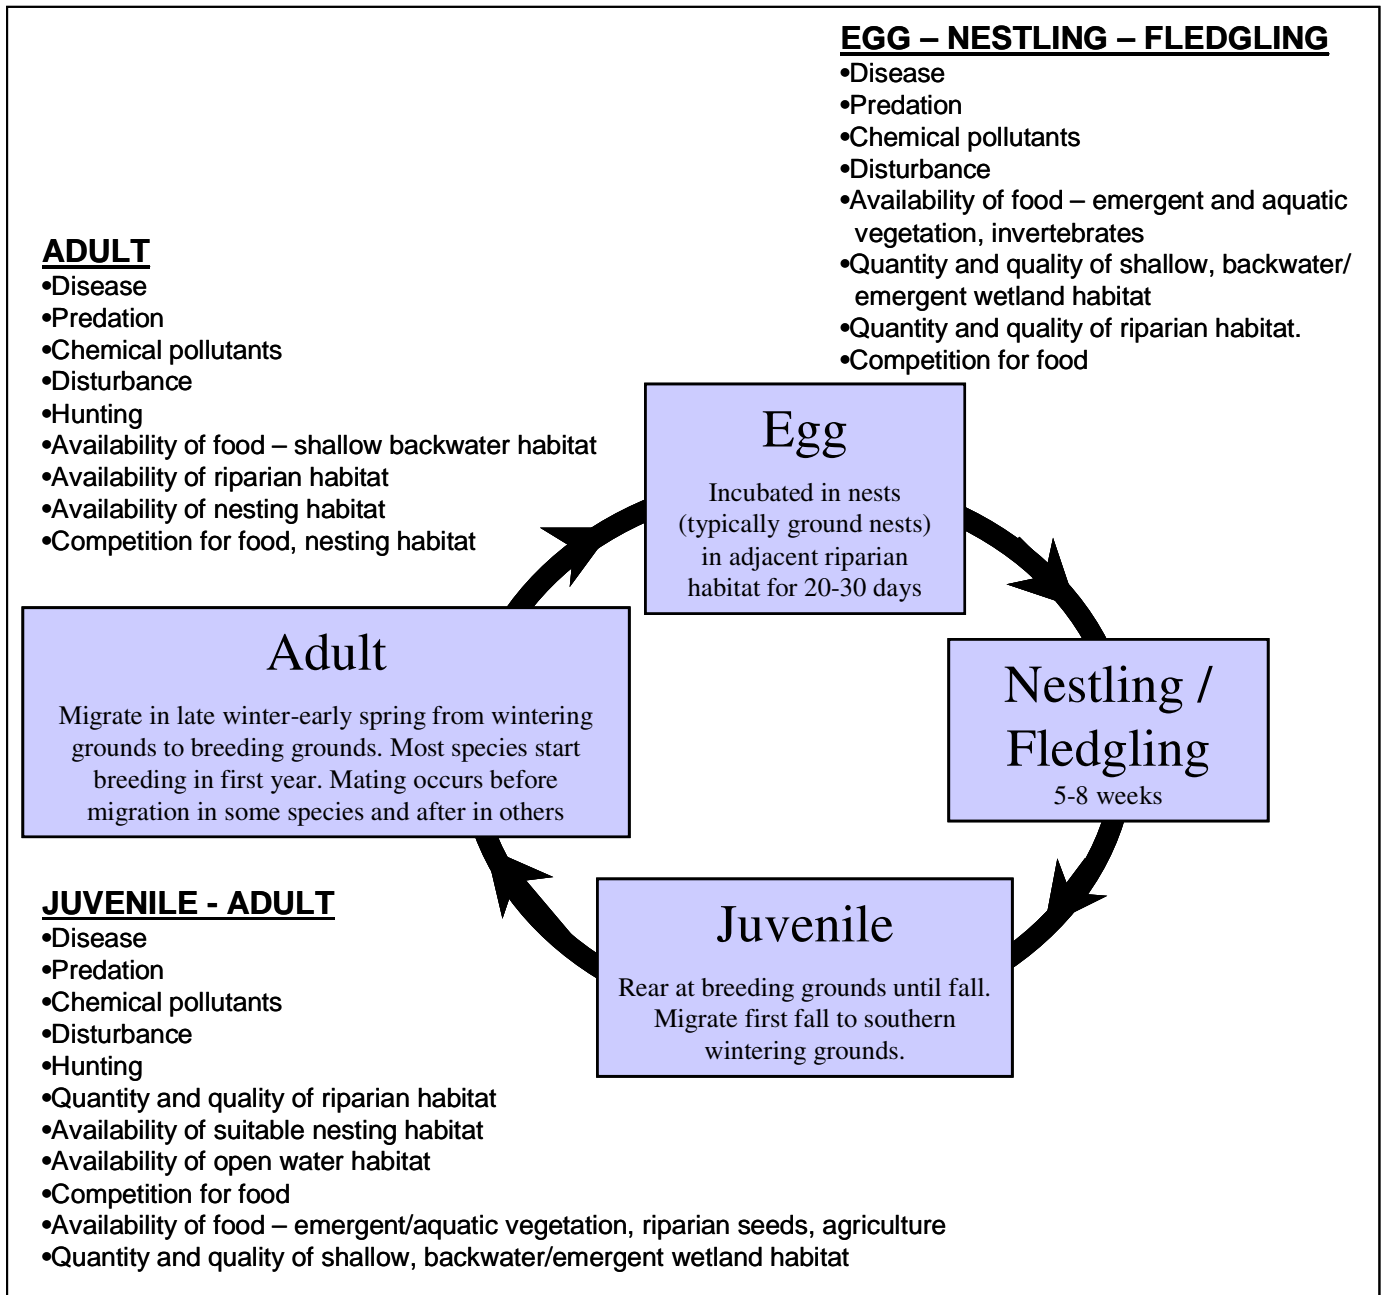 EGG – NESTLING – FLEDGLING
•Disease
•Predation
•Chemical pollutants
•Disturbance
•Availability of food – emergent and aquatic
vegetation, invertebrates
•Quantity and quality of shallow, backwater/
emergent wetland habitat
•Quantity and quality of riparian habitat.
•Competition for food
ADULT
•Disease
•Predation
•Chemical pollutants
•Disturbance
•Hunting
•Availability of food – shallow backwater habitat
•Availability of riparian habitat
•Availability of nesting habitat
•Competition for food, nesting habitat
Egg
Incubated in nests
(typically ground nests)
in adjacent riparian
habitat for 20-30 days
Adult
Migrate in late winter-early spring from wintering
grounds to breeding grounds. Most species start
breeding in first year. Mating occurs before
migration in some species and after in others
Nestling /
Fledgling
5-8 weeks
Juvenile
Rear at breeding grounds until fall.
Migrate first fall to southern
wintering grounds.
JUVENILE - ADULT
•Disease
•Predation
•Chemical pollutants
•Disturbance
•Hunting
•Quantity and quality of riparian habitat
•Availability of suitable nesting habitat
•Availability of open water habitat
•Competition for food
•Availability of food – emergent/aquatic vegetation, riparian seeds, agriculture
•Quantity and quality of shallow, backwater/emergent wetland habitat